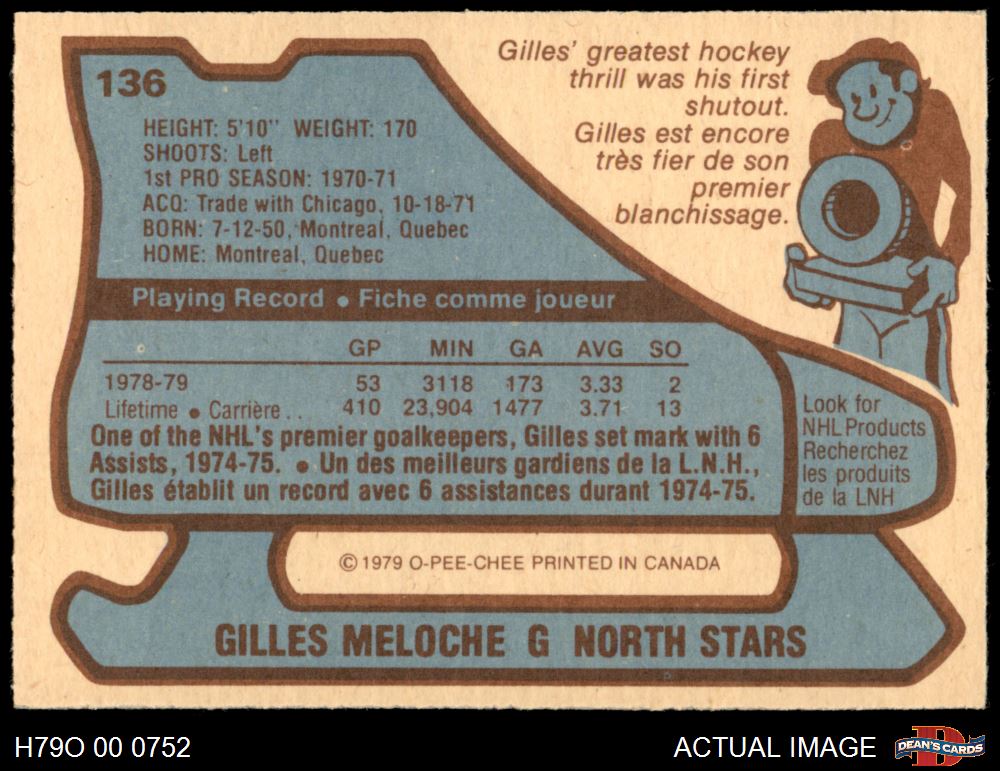 136
Gilles' greatest hockey
thrill was his first
shutout.
Gilles est encore
très fier de son
premier
blanchissage.
HEIGHT: 5'10" WEIGHT: 170
SHOOTS: Left
1st PRO SEASON: 1970-71
ACQ: Trade with Chicago, 10-18-71
BORN: 7-12-50, Montreal, Quebec
HOME: Montreal, Quebec
Playing Record • Fiche comme joueur
GP MIN GA AVG SO
1978-79 53 3118 173 3.33 2
Lifetime • Carrière . . 410 23,904 1477 3.71 13
One of the NHL's premier goalkeepers, Gilles set mark with 6
Assists, 1974-75. • Un des meilleurs gardiens de la L.N.H.,
Gilles établit un record avec 6 assistances durant 1974-75.
Look for
NHL Products
Recherchez
les produits
de la LNH
© 1979 O-PEE-CHEE PRINTED IN CANADA
GILLES MELOCHE G NORTH STARS
H79O 00 0752
ACTUAL IMAGE
DEAN'S CARDS